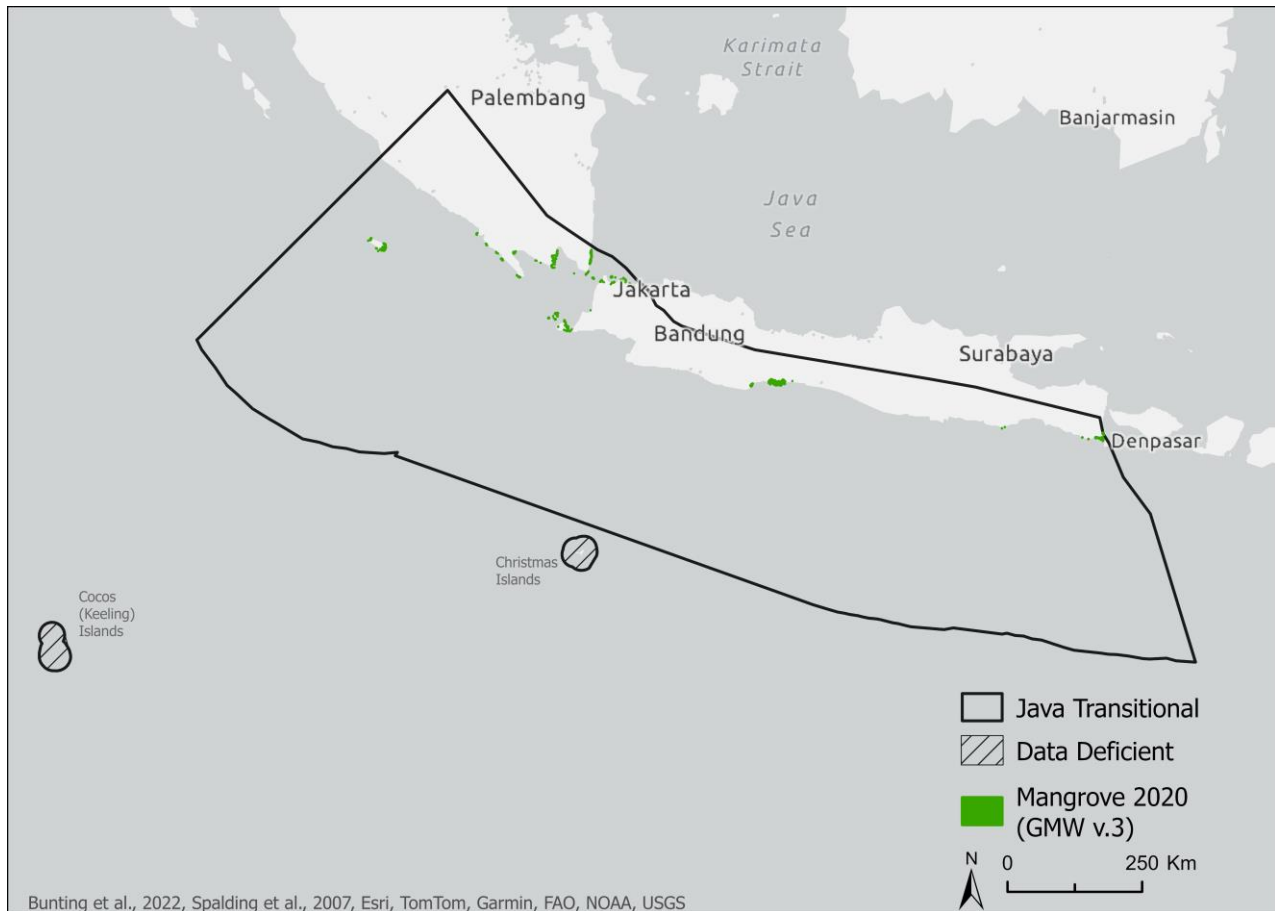 Karimata
Strait
Palembang
Banjarmasin
Java
Sea
Jakarta
Bandung
Surabaya
Denpasar
Christmas
Islands
Cocos
(Keeling)
Islands
Java Transitional
Data Deficient
Mangrove 2020
(GMW v.3)
N
0 250 Km
Bunting et al., 2022, Spalding et al., 2007, Esri, TomTom, Garmin, FAO, NOAA, USGS